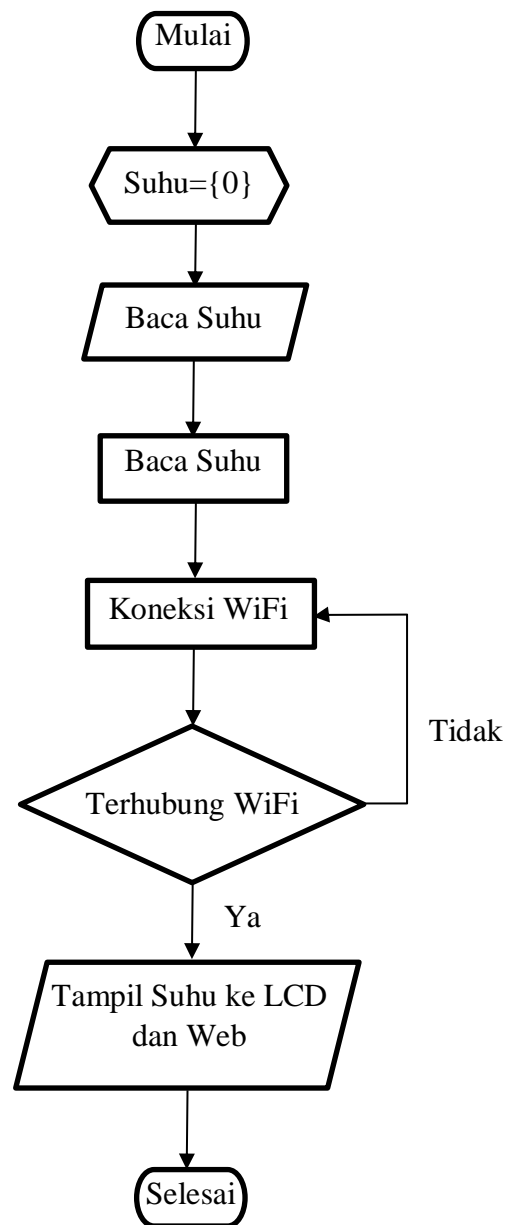 Mulai
Suhu={0}
Baca Suhu
Baca Suhu
Koneksi WiFi
Tidak
Terhubung WiFi
Ya
Tampil Suhu ke LCD
dan Web
Selesai